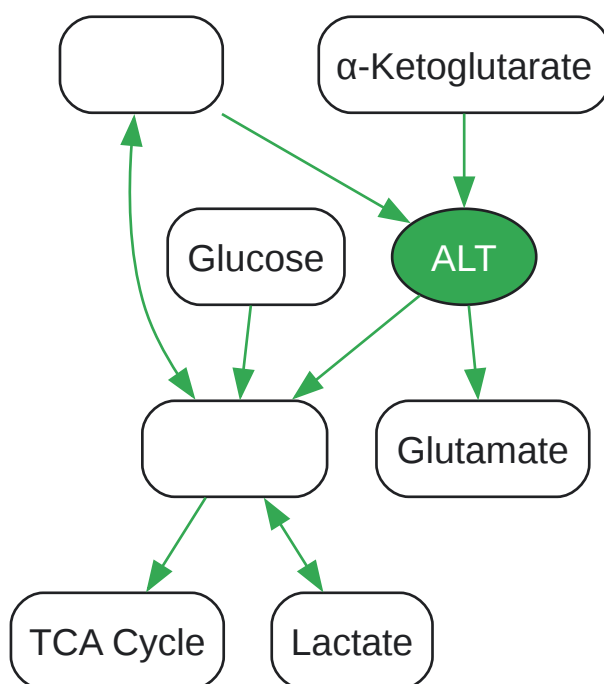 α-Ketoglutarate
Glucose
ALT
Glutamate
TCA Cycle
Lactate